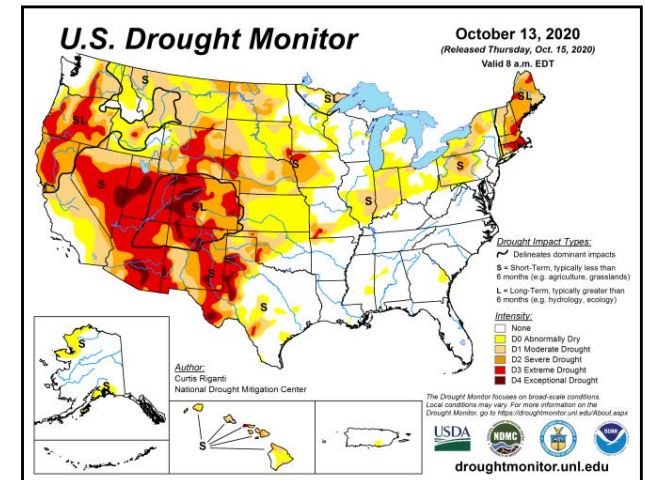 U.S. Drought Monitor
October 13, 2020
(Released Thursday, Oct. 15, 2020)
Valid 8 a.m. EDT
S
SL
SL
SL
S
S
S
S
SL
S
S
S
Drought Impact Types:
Delineates dominant impacts
S = Short-Term, typically less than
6 months (e.g. agriculture, grasslands)
L = Long-Term, typically greater than
6 months (e.g. hydrology, ecology)
Intensity:
None
D0 Abnormally Dry
D1 Moderate Drought
D2 Severe Drought
D3 Extreme Drought
D4 Exceptional Drought
S
S
Author:
Curtis Riganti
National Drought Mitigation Center
S
The Drought Monitor focuses on broad-scale conditions.
Local conditions may vary. For more information on the
Drought Monitor, go to https://droughtmonitor.unl.edu/About.aspx
USDA
NDMC
NOAA
droughtmonitor.unl.edu